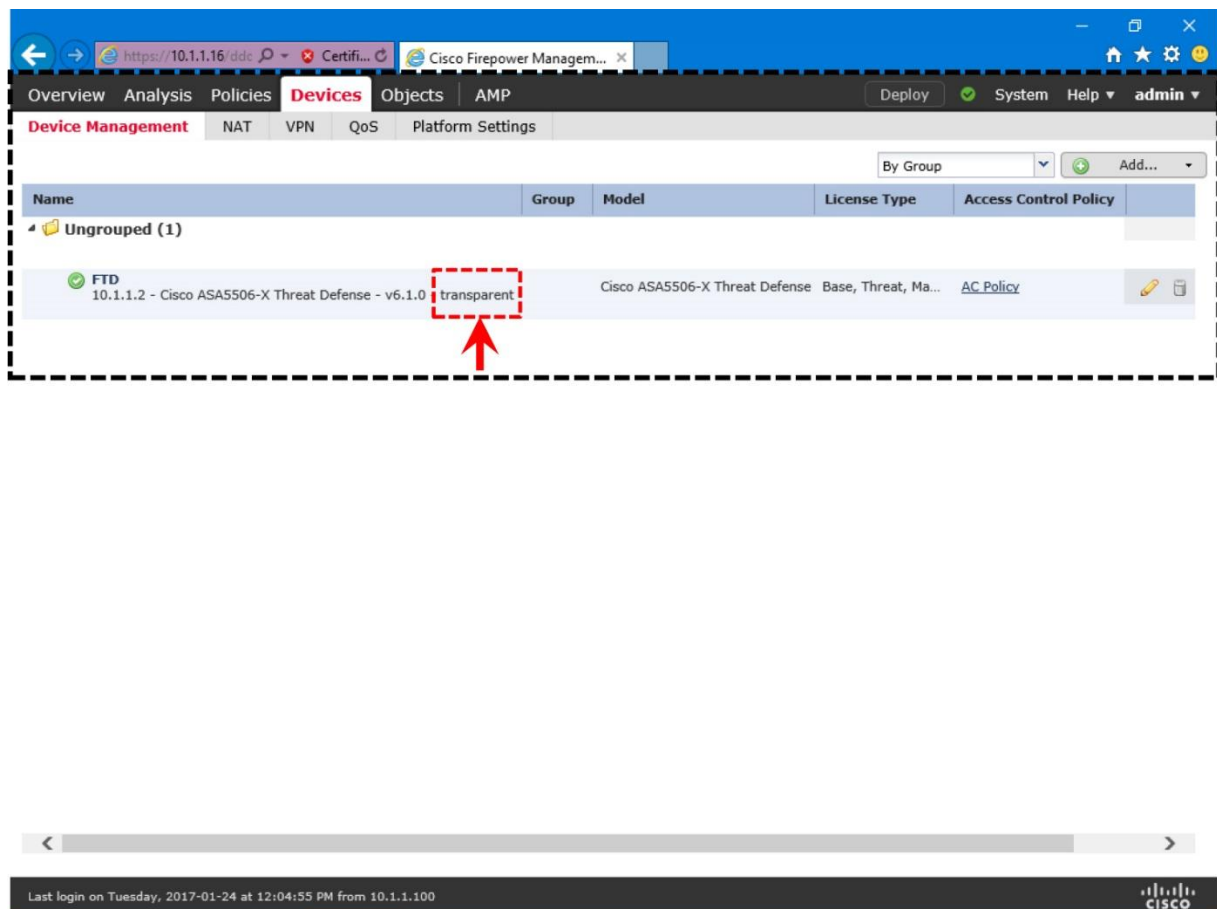 https://10.1.1.16/ddc Certifi... Cisco Firepower Managem...
Overview Analysis Policies Devices Objects AMP Deploy System Help admin
Device Management NAT VPN QoS Platform Settings
By Group Add...
Name Group Model License Type Access Control Policy
Ungrouped (1)
FTD
10.1.1.2 - Cisco ASA5506-X Threat Defense - v6.1.0 - transparent Cisco ASA5506-X Threat Defense Base, Threat, Ma... AC Policy
Last login on Tuesday, 2017-01-24 at 12:04:55 PM from 10.1.1.100
CISCO